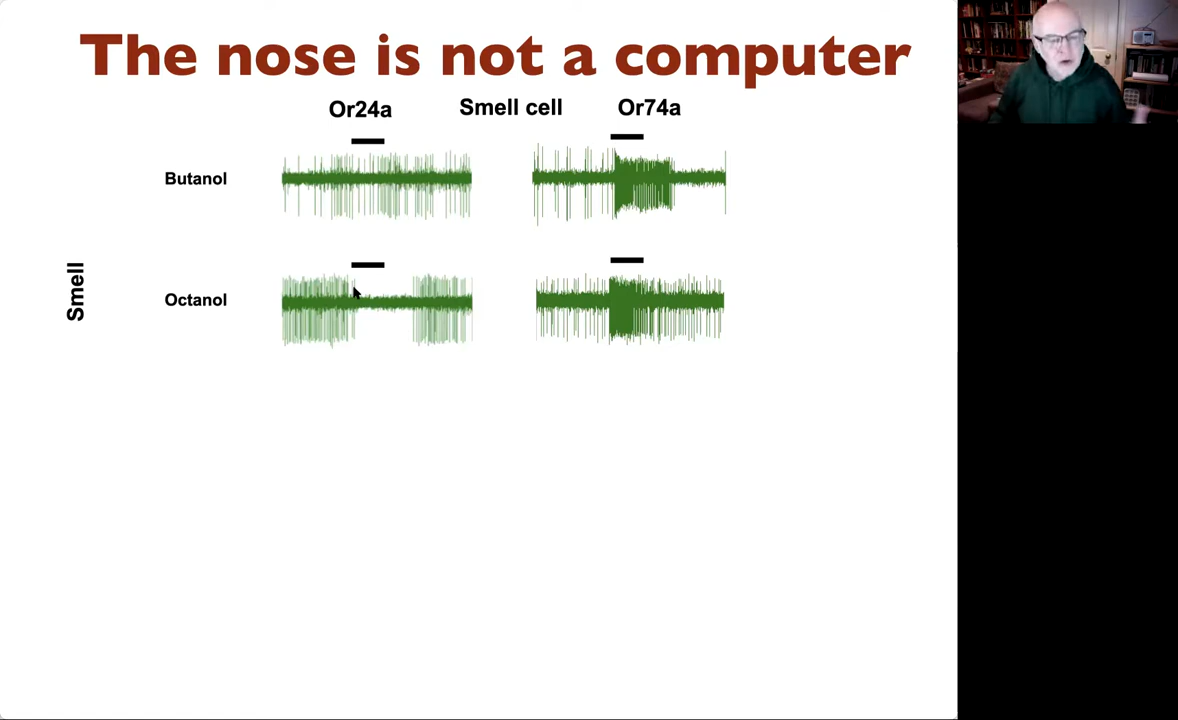 The nose is not a computer
Or24a Smell cell Or74a
Butanol
Smell
Octanol